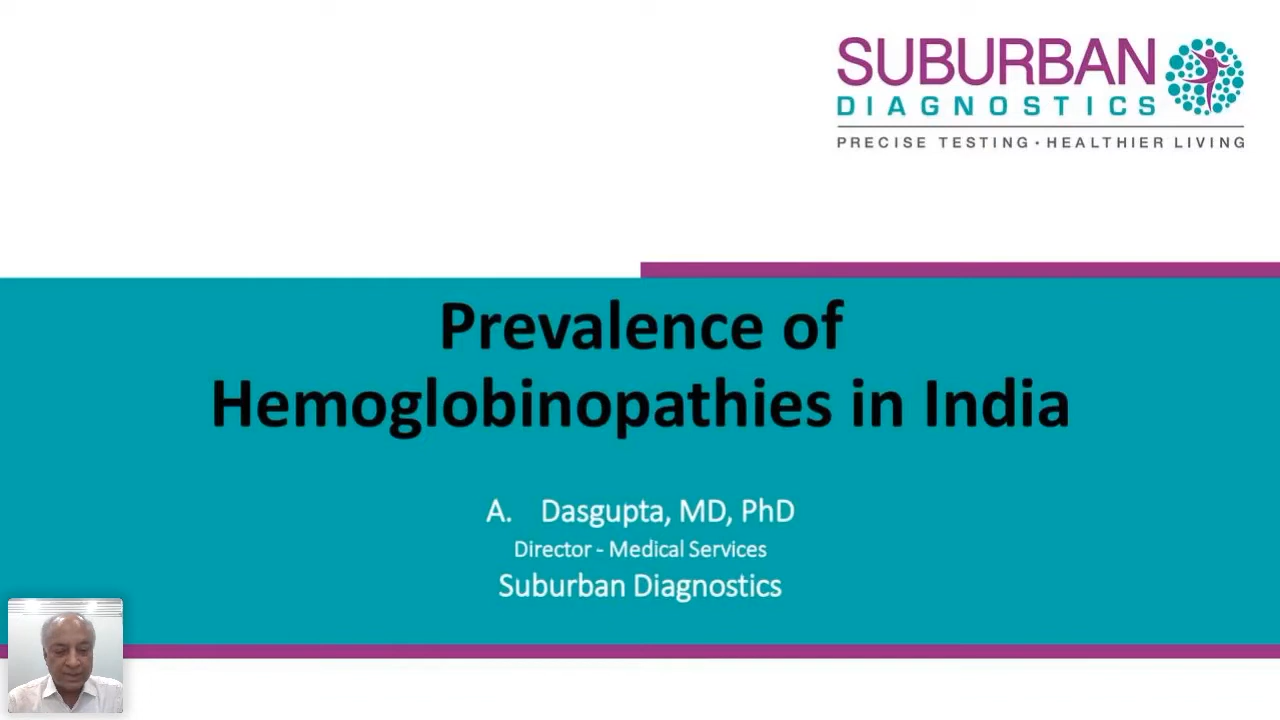 SUBURBAN
DIAGNOSTICS
PRECISE TESTING · HEALTHIER LIVING
Prevalence of
Hemoglobinopathies in India
A. Dasgupta, MD, PhD
Director - Medical Services
Suburban Diagnostics